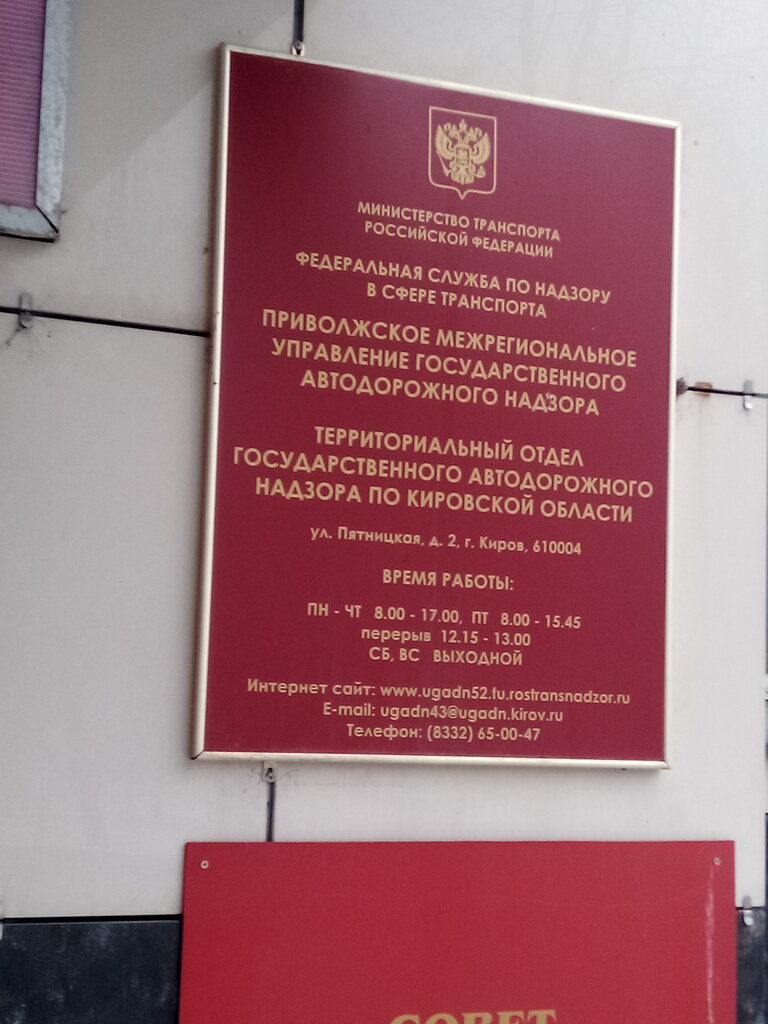 МИНИСТЕРСТВО ТРАНСПОРТА
РОССИЙСКОЙ ФЕДЕРАЦИИ
ФЕДЕРАЛЬНАЯ СЛУЖБА ПО НАДЗОРУ
В СФЕРЕ ТРАНСПОРТА
ПРИВОЛЖСКОЕ МЕЖРЕГИОНАЛЬНОЕ
УПРАВЛЕНИЕ ГОСУДАРСТВЕННОГО
АВТОДОРОЖНОГО НАДЗОРА
ТЕРРИТОРИАЛЬНЫЙ ОТДЕЛ
ГОСУДАРСТВЕННОГО АВТОДОРОЖНОГО
НАДЗОРА ПО КИРОВСКОЙ ОБЛАСТИ
ул. Пятницкая, д. 2, г. Киров, 610004
ВРЕМЯ РАБОТЫ:
ПН - ЧТ 8.00 - 17.00, ПТ 8.00 - 15.45
перерыв 12.15 - 13.00
СБ, ВС ВЫХОДНОЙ
Интернет сайт: www.ugadn52.tu.rostransnadzor.ru
E-mail: ugadn43@ugadn.kirov.ru
Телефон: (8332) 65-00-47
СОВЕТ